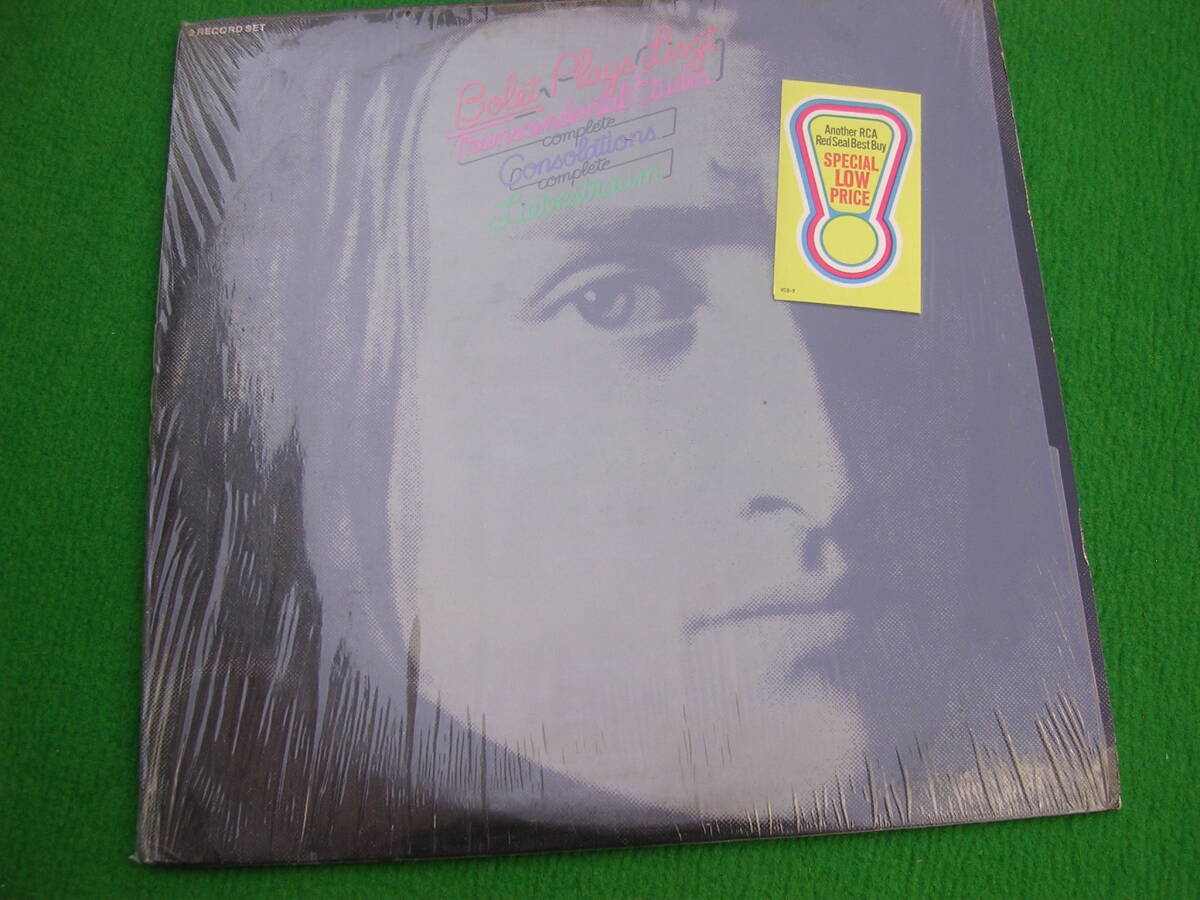 RECORD SET
Bolet Plays Liszt
Transcendental Etudes
complete
Consolations
complete
Liebestraum
Another RCA
Red Seal Best Buy
SPECIAL
LOW
PRICE